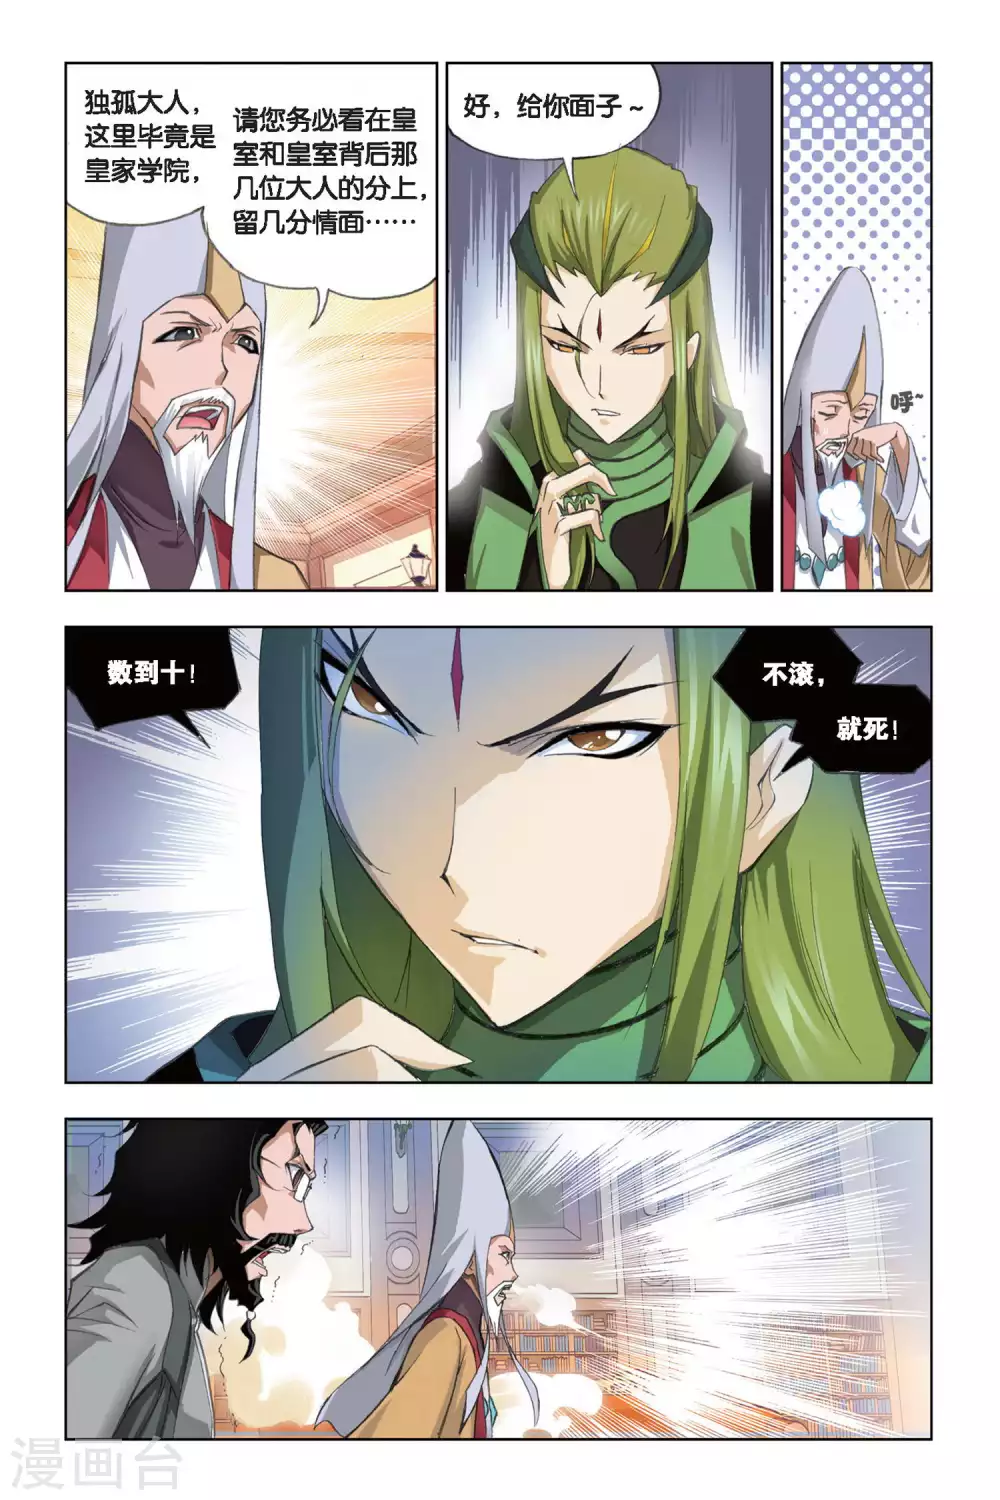 独孤大人，
这里毕竟是
皇家学院，
请您务必看在皇
室和皇室背后那
几位大人的分上，
留几分情面……
好，给你面子～
呼~
数到十！
不滚，
就死！
漫画台